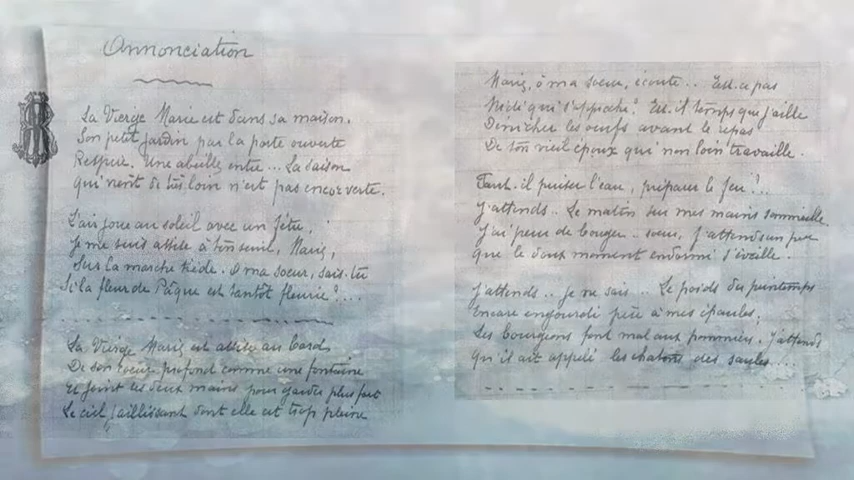 Annonciation
La Vierge Marie est dans sa maison.
Son petit jardin par la porte ouverte
Respire. Une abeille entre... La saison
qui vient de très loin n'est pas encor verte.
L'air joue au soleil avec un fétu,
Je me suis assise à ton seuil, Marie,
Sur la marche tiède. O ma soeur, sais-tu
Si la fleur de Pâque est tantôt fleurie?...
La Vierge Marie est assise au bord
De son coeur profond comme une fontaine
Et joint ses deux mains pour garder plus fort
Le ciel jaillissant dont elle est trop pleine
Marie, ô ma soeur, écoute.. Est-ce pas
Midi qui s'approche? Est-il temps que j'aille
Dénicher les oeufs avant le repas
De ton vieil époux qui non loin travaille.
Faut-il puiser l'eau, préparer le feu?..
J'attends.. Le matin sur mes mains sommeille.
J'ai peur de bouger.. soeur, j'attends un peu
que le doux moment endormi s'éveille.
J'attends.. je ne sais.. Le poids du printemps
Encore engourdi pèse à mes épaules;
Les bourgeons font mal aux pommiers. J'attends
qu'il ait appelé les chatons des saules...